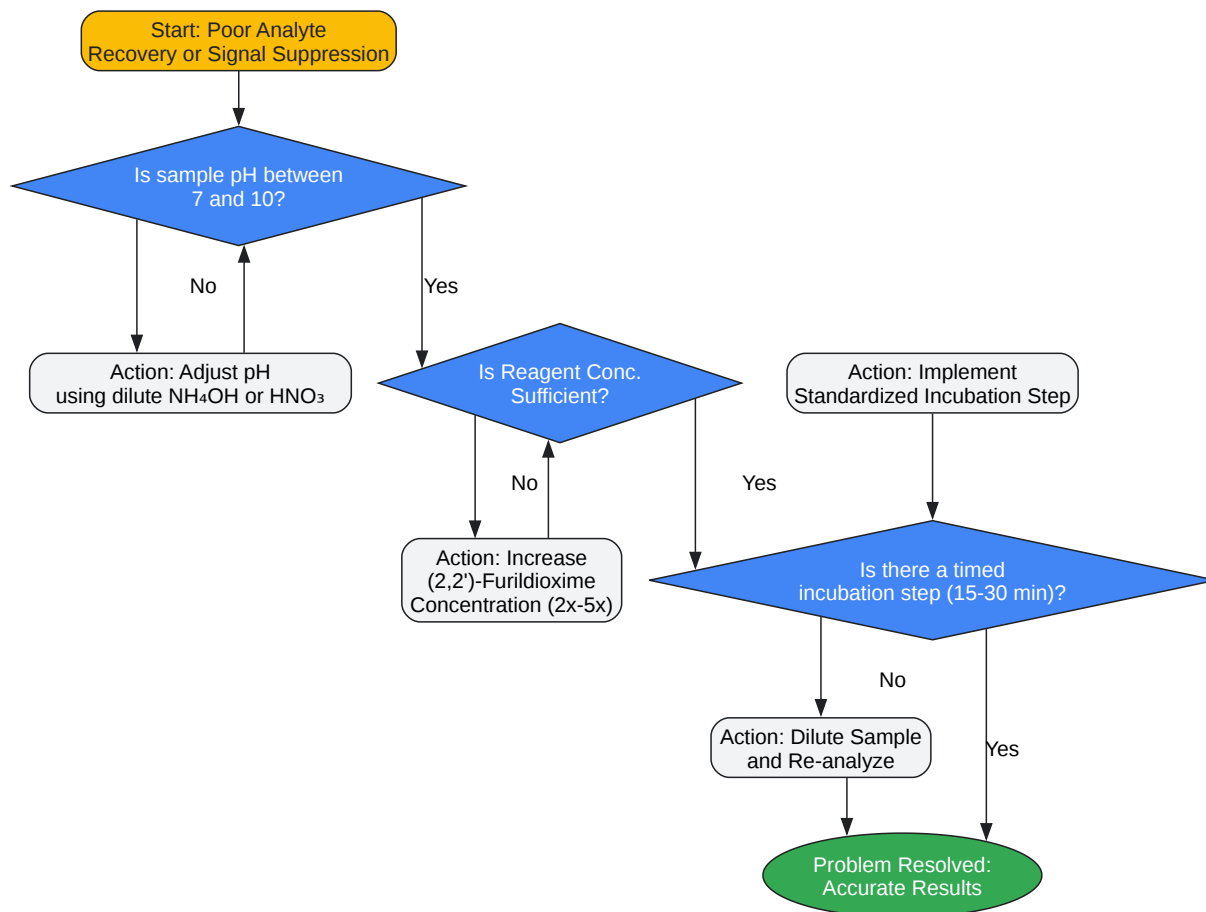 Start: Poor Analyte
Recovery or Signal Suppression
Is sample pH between
7 and 10?
No
Yes
Action: Adjust pH
using dilute NH₄OH or HNO₃
Is Reagent Conc.
Sufficient?
Action: Implement
Standardized Incubation Step
No
Yes
Action: Increase
(2,2')-Furildioxime
Concentration (2x-5x)
Is there a timed
incubation step (15-30 min)?
No
Action: Dilute Sample
and Re-analyze
Yes
Problem Resolved:
Accurate Results